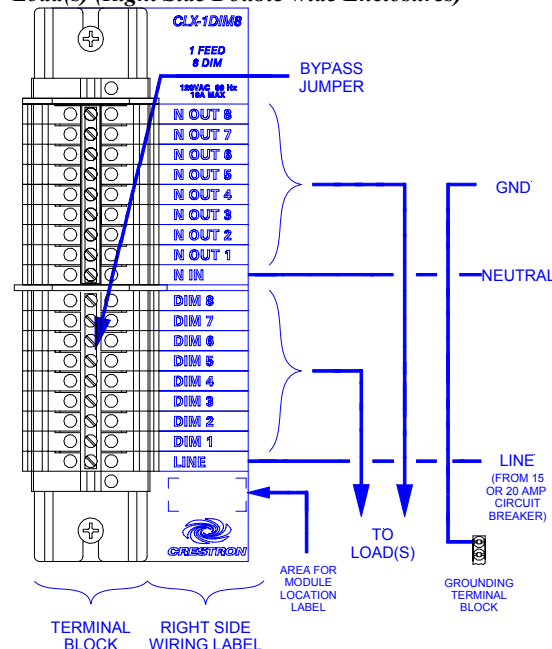 Load(s) (Right Side Double-wide Enclosures)
CLX-1DIM8
1 FEED
8 DIM
120VAC 60 Hz
16A MAX
BYPASS
JUMPER
N OUT 8
N OUT 7
N OUT 6
N OUT 5
N OUT 4
N OUT 3
N OUT 2
N OUT 1
N IN
GND
NEUTRAL
DIM 8
DIM 7
DIM 6
DIM 5
DIM 4
DIM 3
DIM 2
DIM 1
LINE
LINE
(FROM 15
OR 20 AMP
CIRCUIT
BREAKER)
TO
LOAD(S)
CRESTRON
AREA FOR
MODULE
LOCATION
LABEL
GROUNDING
TERMINAL
BLOCK
TERMINAL
BLOCK
RIGHT SIDE
WIRING LABEL